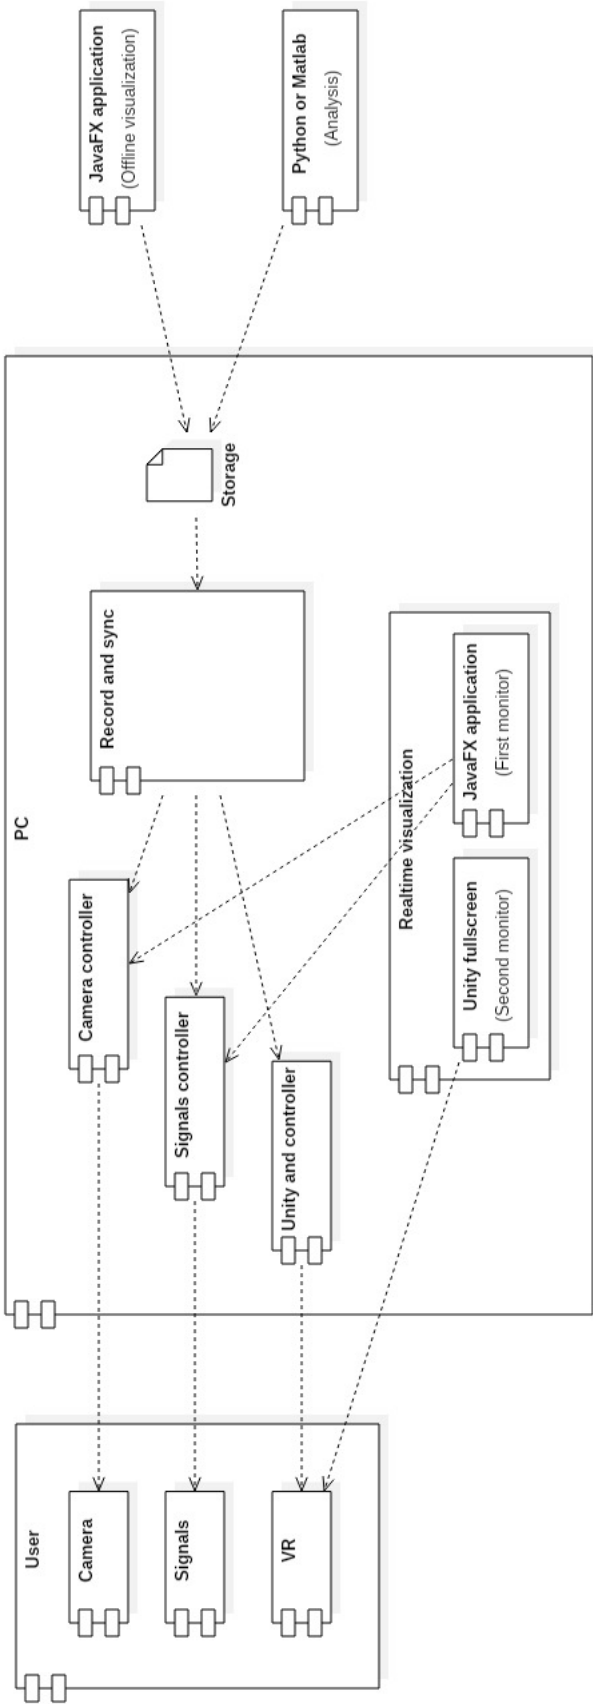 User
Camera
Signals
VR
PC
Camera controller
Signals controller
Unity and controller
Record and sync
Storage
Realtime visualization
Unity fullscreen
(Second monitor)
JavaFX application
(First monitor)
JavaFX application
(Offline visualization)
Python or Matlab
(Analysis)